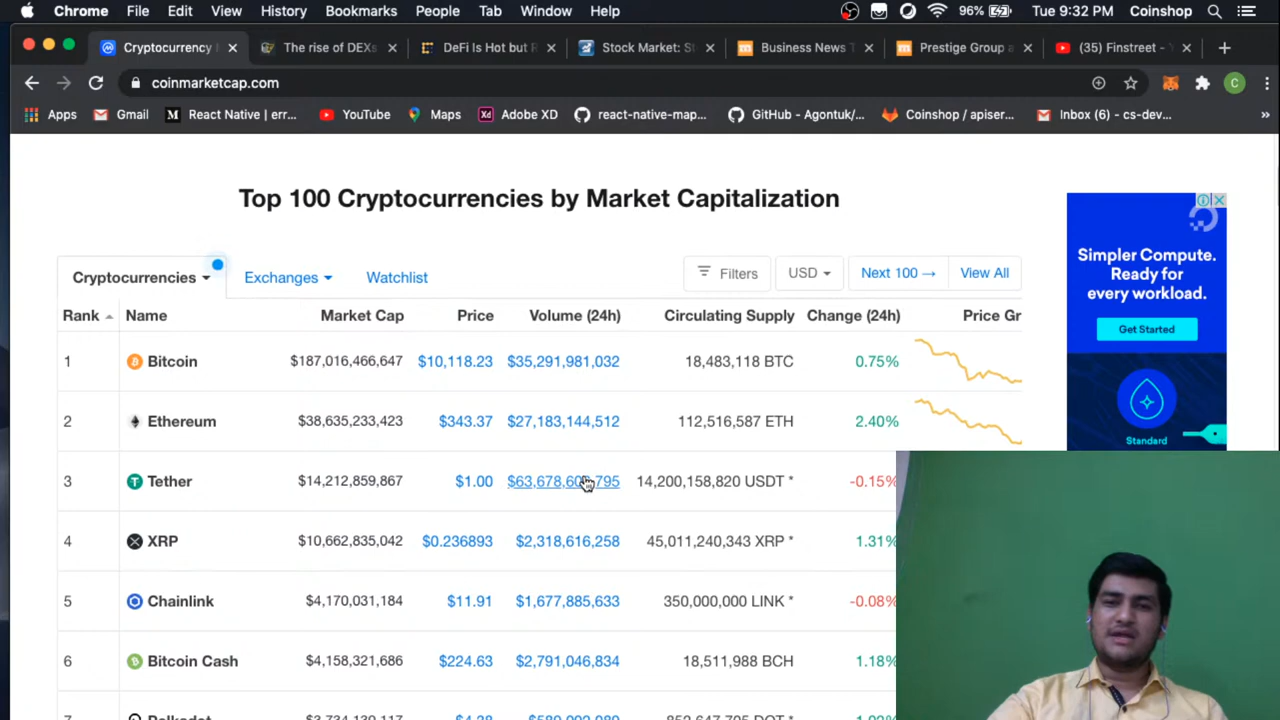 Chrome File Edit View History Bookmarks People Tab Window Help 96% Tue 9:32 PM Coinshop
Cryptocurrency The rise of DEXs DeFi Is Hot but R Stock Market: St Business News T Prestige Group a (35) Finstreet -
coinmarketcap.com C
Apps Gmail React Native | err... YouTube Maps Adobe XD react-native-map... GitHub - Agontuk/... Coinshop / apiser... Inbox (6) - cs-dev... »
Top 100 Cryptocurrencies by Market Capitalization
Cryptocurrencies Exchanges Watchlist Filters USD Next 100 → View All
Rank Name Market Cap Price Volume (24h) Circulating Supply Change (24h) Price Gr
1 Bitcoin $187,016,466,647 $10,118.23 $35,291,981,032 18,483,118 BTC 0.75%
2 Ethereum $38,635,233,423 $343.37 $27,183,144,512 112,516,587 ETH 2.40%
3 Tether $14,212,859,867 $1.00 14,200,158,820 USDT * -0.15%
4 XRP $10,662,835,042 $0.236893 $2,318,616,258 45,011,240,343 XRP * 1.31%
5 Chainlink $4,170,031,184 $11.91 $1,677,885,633 350,000,000 LINK * -0.08%
6 Bitcoin Cash $4,158,321,686 $224.63 $2,791,046,834 18,511,988 BCH 1.18%
7 Polkadot
Simpler Compute.
Ready for
every workload.
Get Started
Standard